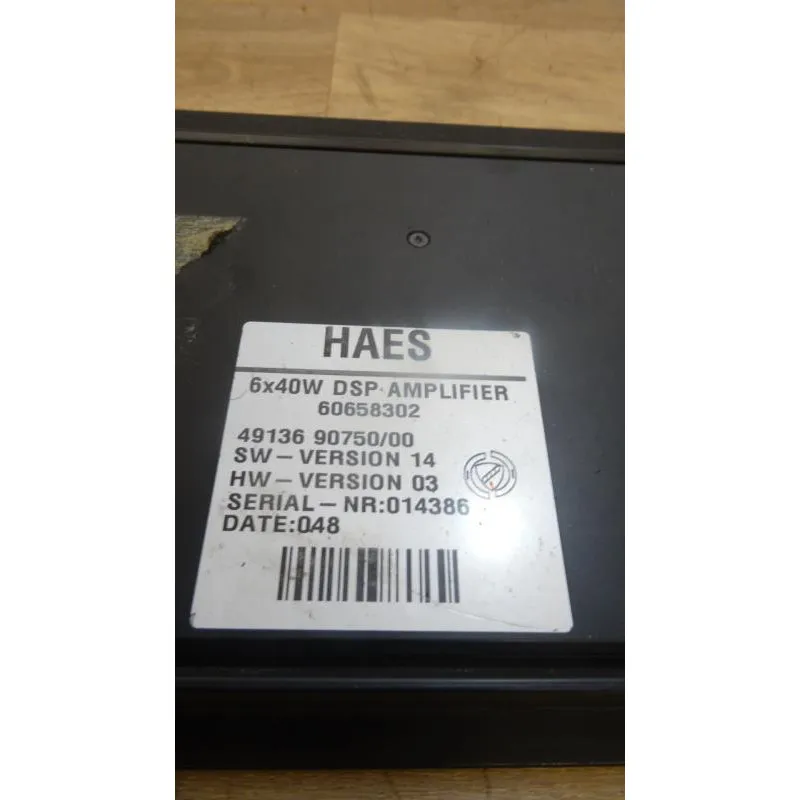 HAES
6x40W DSP AMPLIFIER
60658302
49136 90750/00
SW - VERSION 14
HW - VERSION 03
SERIAL - NR:014386
DATE:048